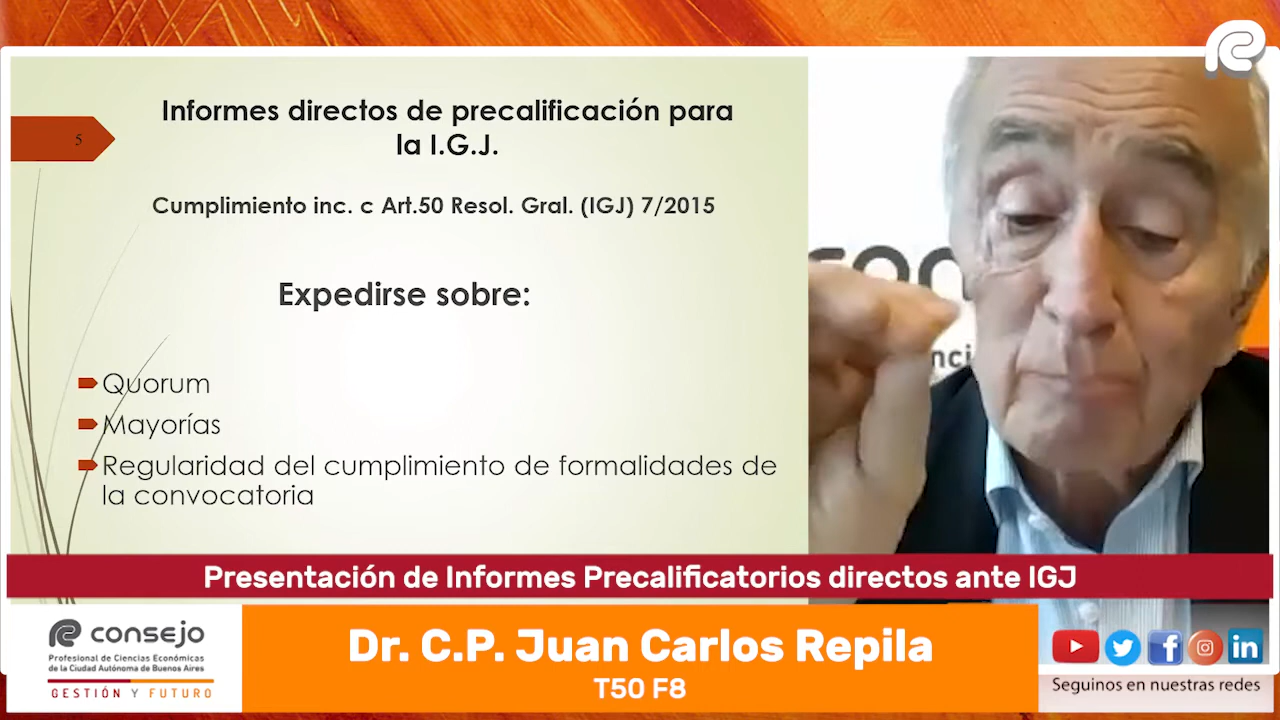 5
Informes directos de precalificación para
la I.G.J.
Cumplimiento inc. c Art.50 Resol. Gral. (IGJ) 7/2015
Expedirse sobre:
Quorum
Mayorías
Regularidad del cumplimiento de formalidades de
la convocatoria
Presentación de Informes Precalificatorios directos ante IGJ
consejo
Profesional de Ciencias Económicas
de la Ciudad Autónoma de Buenos Aires
GESTIÓN Y FUTURO
Dr. C.P. Juan Carlos Repila
T50 F8
Seguinos en nuestras redes